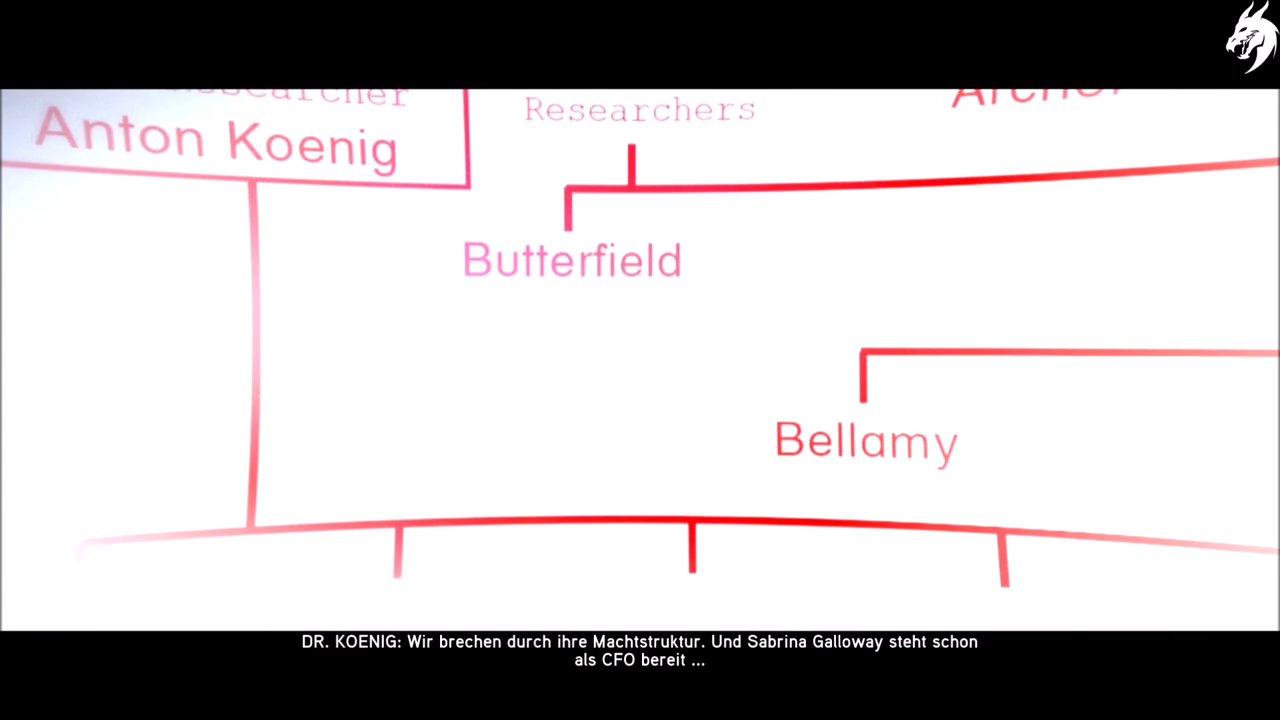 Anton Koenig
Researchers
Butterfield
Bellamy
DR. KOENIG: Wir brechen durch ihre Machtstruktur. Und Sabrina Galloway steht schon
als CFO bereit ...